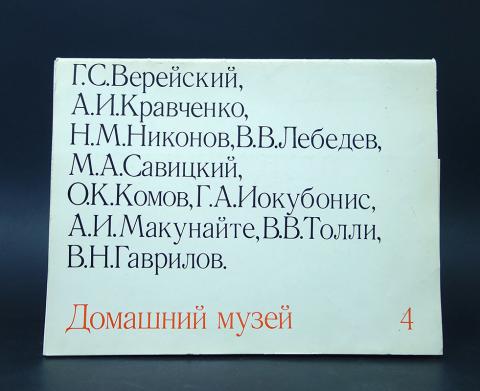 Г.С.Верейский,
А.И.Кравченко,
Н.М.Никонов,В.В.Лебедев,
М.А.Савицкий,
О.К.Комов,Г.А.Иокубонис,
А.И.Макунайте,В.В.Толли,
В.Н.Гаврилов.
Домашний музей 4